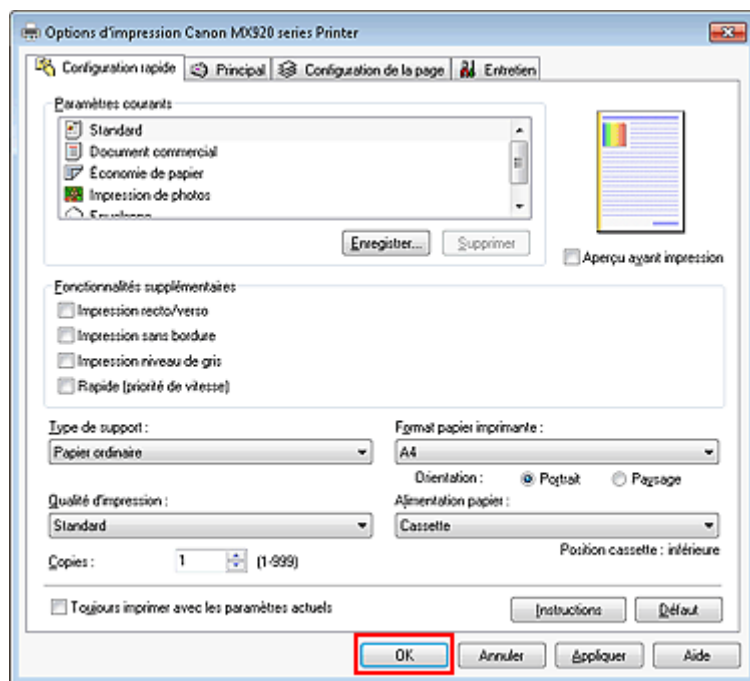 Options d'impression Canon MX920 series Printer
Configuration rapide
Principal
Configuration de la page
Entretien
Paramètres courants
Standard
Document commercial
Économie de papier
Impression de photos
Enveloppe
Enregistrer...
Supprimer
Aperçu avant impression
Fonctionnalités supplémentaires
Impression recto/verso
Impression sans bordure
Impression niveau de gris
Rapide (priorité de vitesse)
Type de support :
Papier ordinaire
Format papier imprimante :
A4
Orientation :
Portrait
Paysage
Qualité d'impression :
Standard
Alimentation papier :
Cassette
Copies :
1
(1-999)
Position cassette : inférieure
Toujours imprimer avec les paramètres actuels
Instructions
Défaut
OK
Annuler
Appliquer
Aide